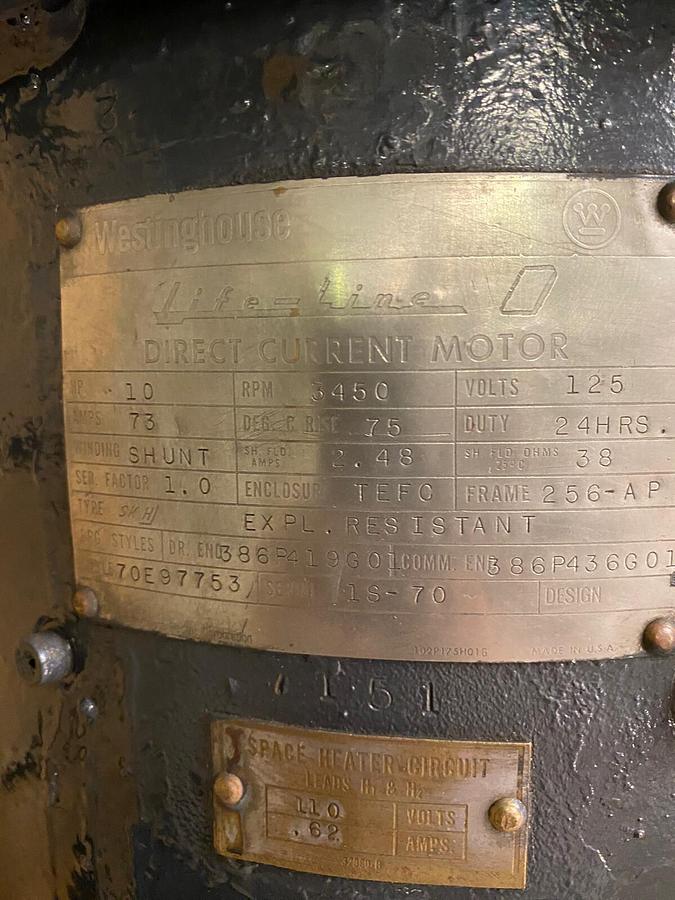 Westinghouse
W
Life-Line D
DIRECT CURRENT MOTOR
HP 10 RPM 3450 VOLTS 125
AMPS 73 DEG. C RISE 75 DUTY 24HRS.
WINDING SHUNT SH. FLD. AMPS 2.48 SH FLD OHMS (25°C) 38
SER. FACTOR 1.0 ENCLOSURE TEFC FRAME 256-AP
TYPE SKH EXPL. RESISTANT
STYLES DR. END 386P419G01 COMM. END 386P436G01
70E97753 SERIAL 1S-70 DESIGN
102P175H01 MADE IN U.S.A.
7151
SPACE HEATER CIRCUIT
LEADS H1 & H2
110 VOLTS
.62 AMPS